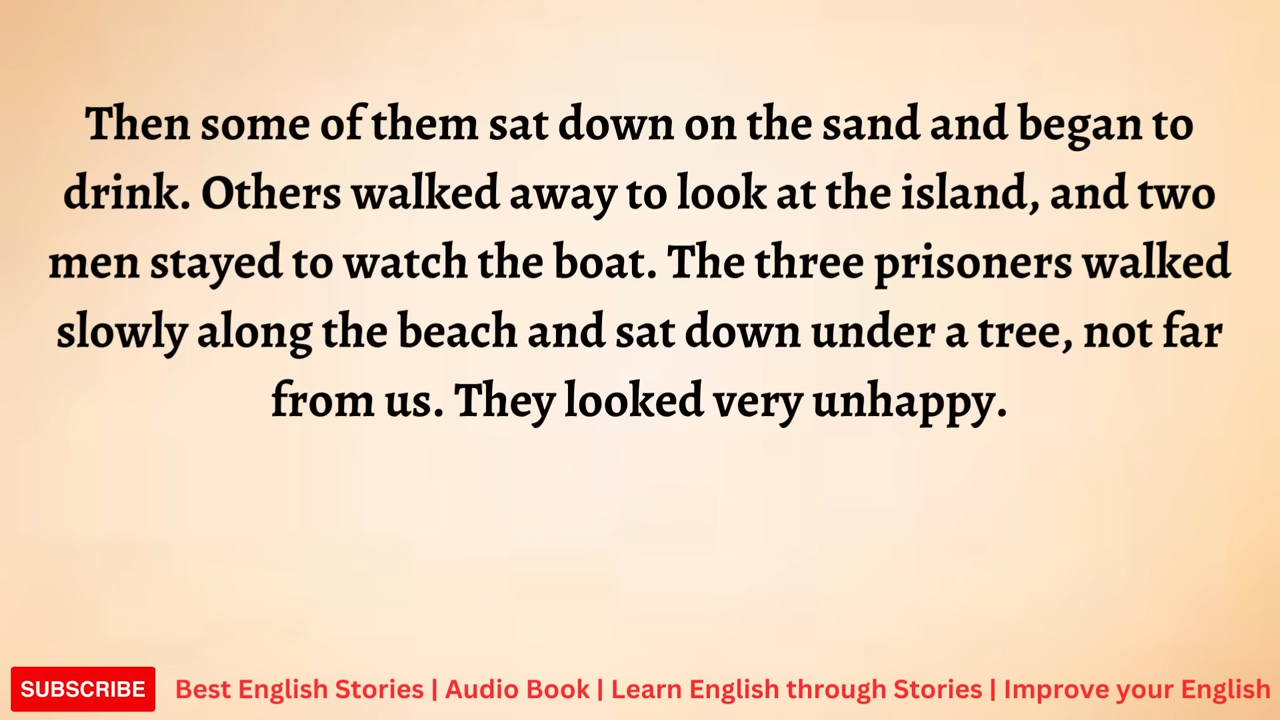 Then some of them sat down on the sand and began to
drink. Others walked away to look at the island, and two
men stayed to watch the boat. The three prisoners walked
slowly along the beach and sat down under a tree, not far
from us. They looked very unhappy.
SUBSCRIBE Best English Stories | Audio Book | Learn English through Stories | Improve your English